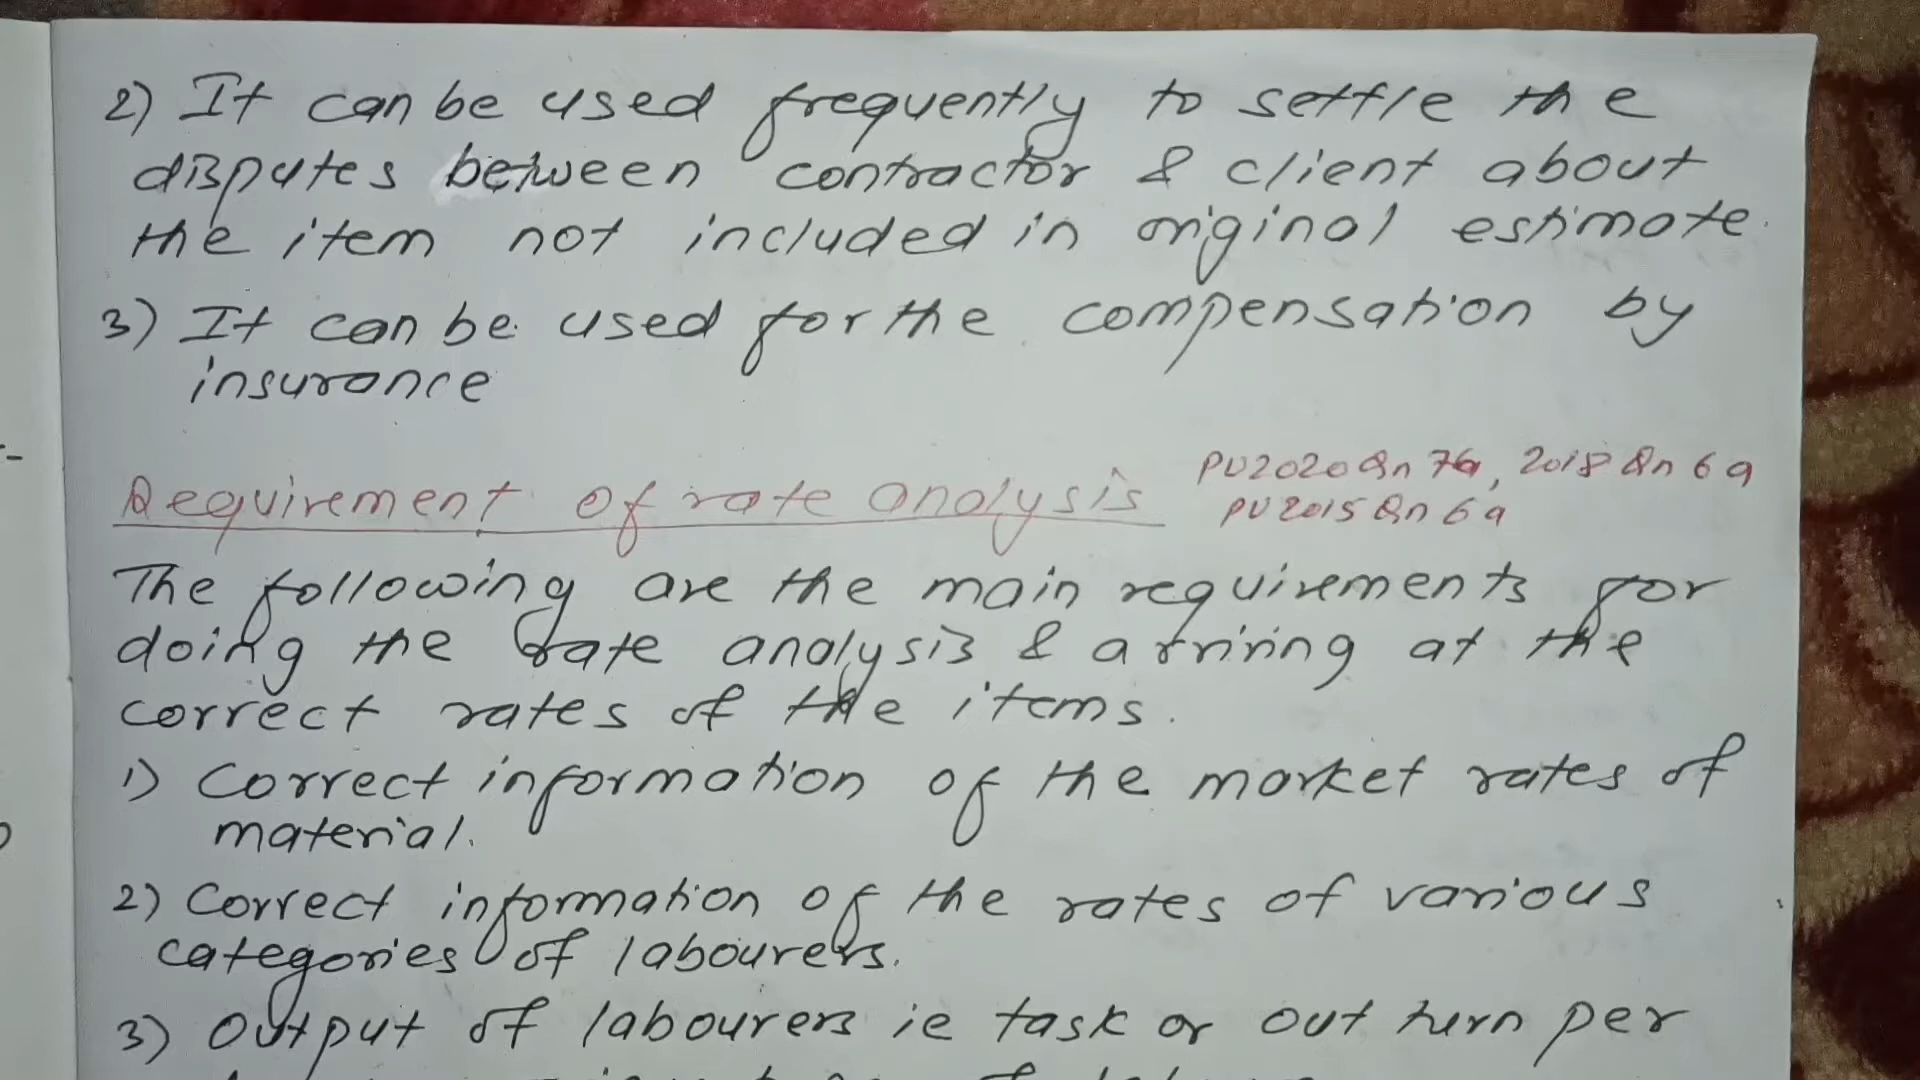 2) It can be used frequently to settle the
disputes between contractor & client about
the item not included in original estimate.
3) It can be used for the compensation by
insurance
Requirement of rate analysis PU2020 Qn 7a, 2018 Qn 6a
PU 2015 Qn 6a
The following are the main requirements for
doing the rate analysis & arriving at the
correct rates of the items.
1) Correct information of the market rates of
material.
2) Correct information of the rates of various
categories of labourers.
3) Output of labourers ie task or out turn per